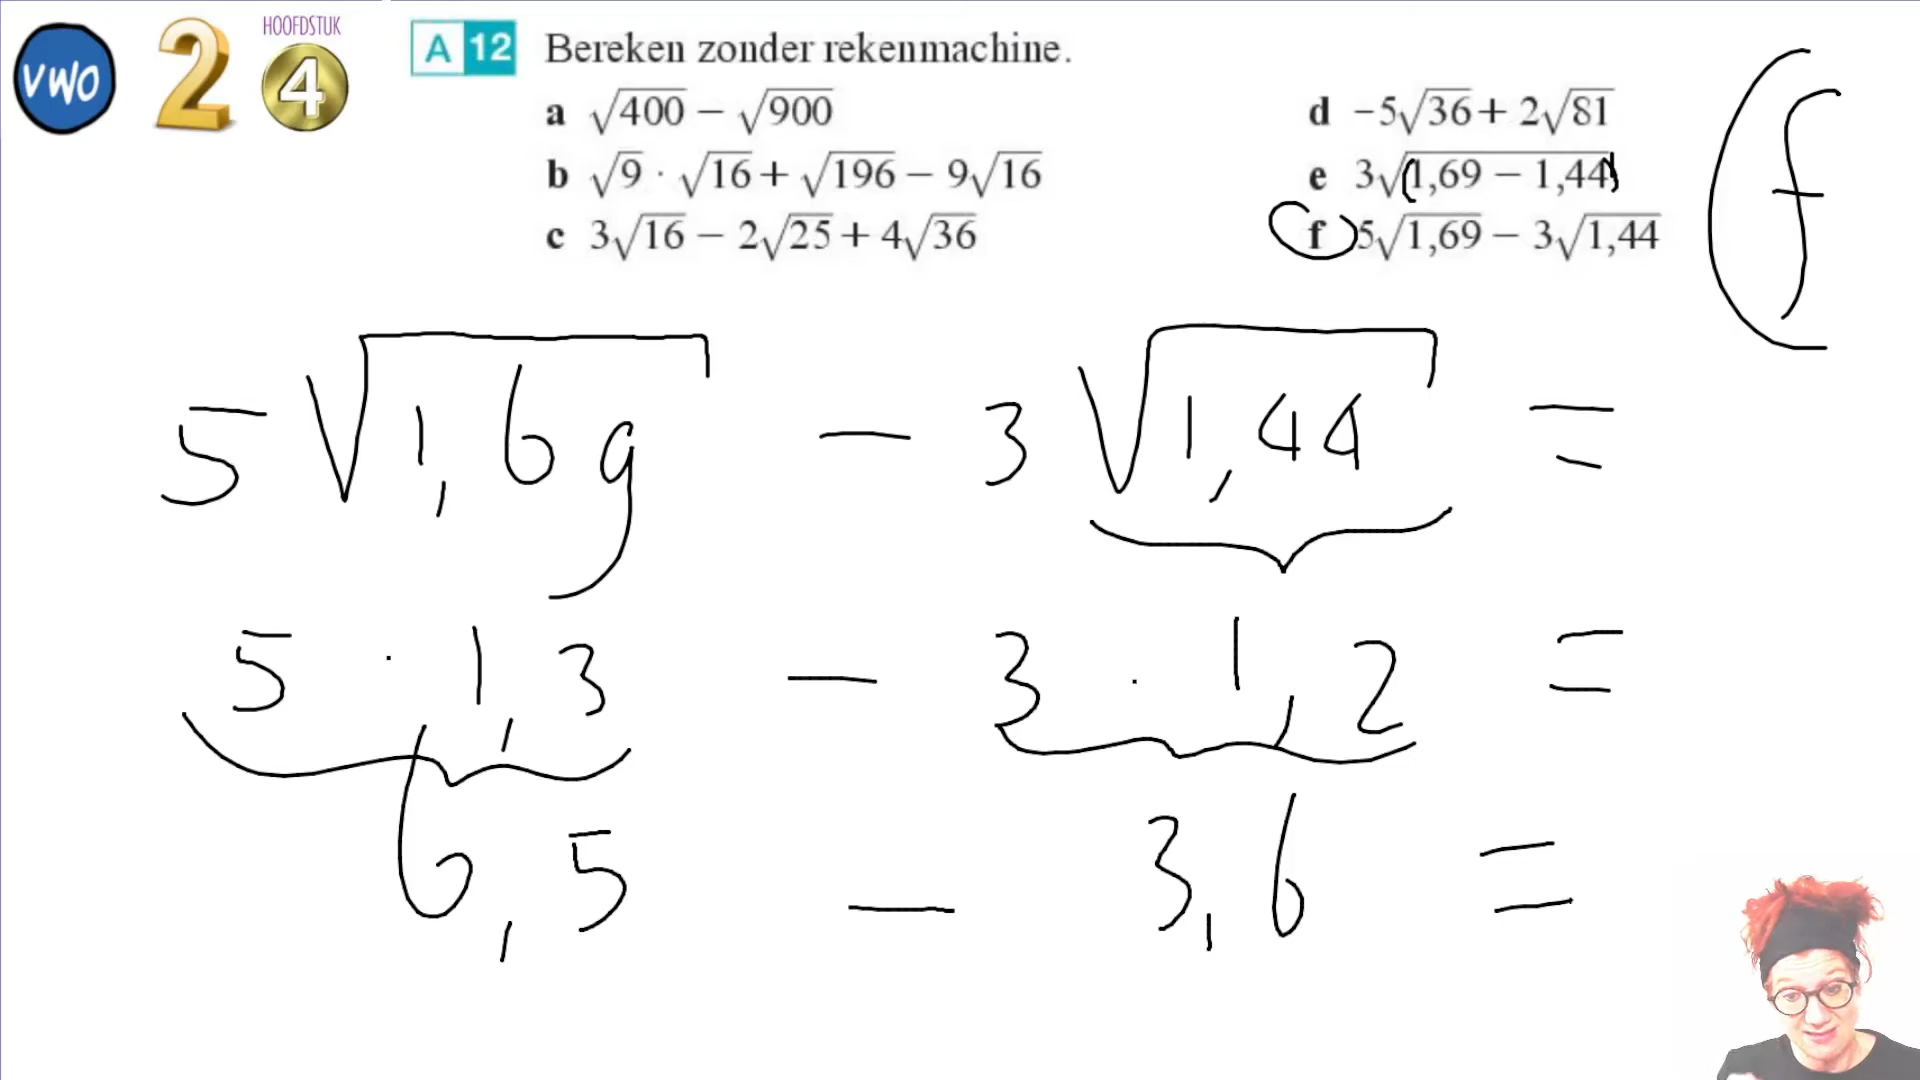 VWO 2 HOOFDSTUK 4
A 12 Bereken zonder rekenmachine.
a √400 − √900
b √9 · √16 + √196 − 9√16
c 3√16 − 2√25 + 4√36
d −5√36 + 2√81
e 3√(1,69 − 1,44)
f 5√1,69 − 3√1,44
f
5√1,69 − 3√1,44 =
5 · 1,3 − 3 · 1,2 =
6,5 − 3,6 =